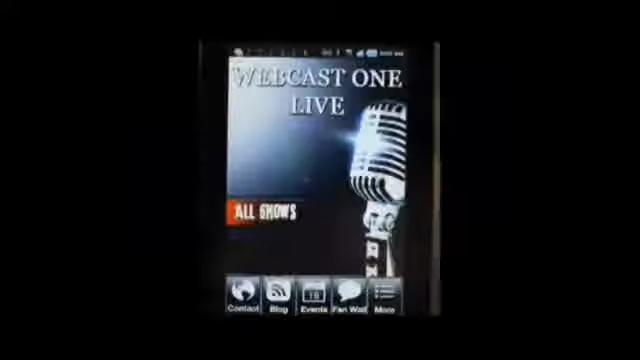 WEBCAST ONE
LIVE
ALL SHOWS
Contact
Blog
Events
Fan Wall
More